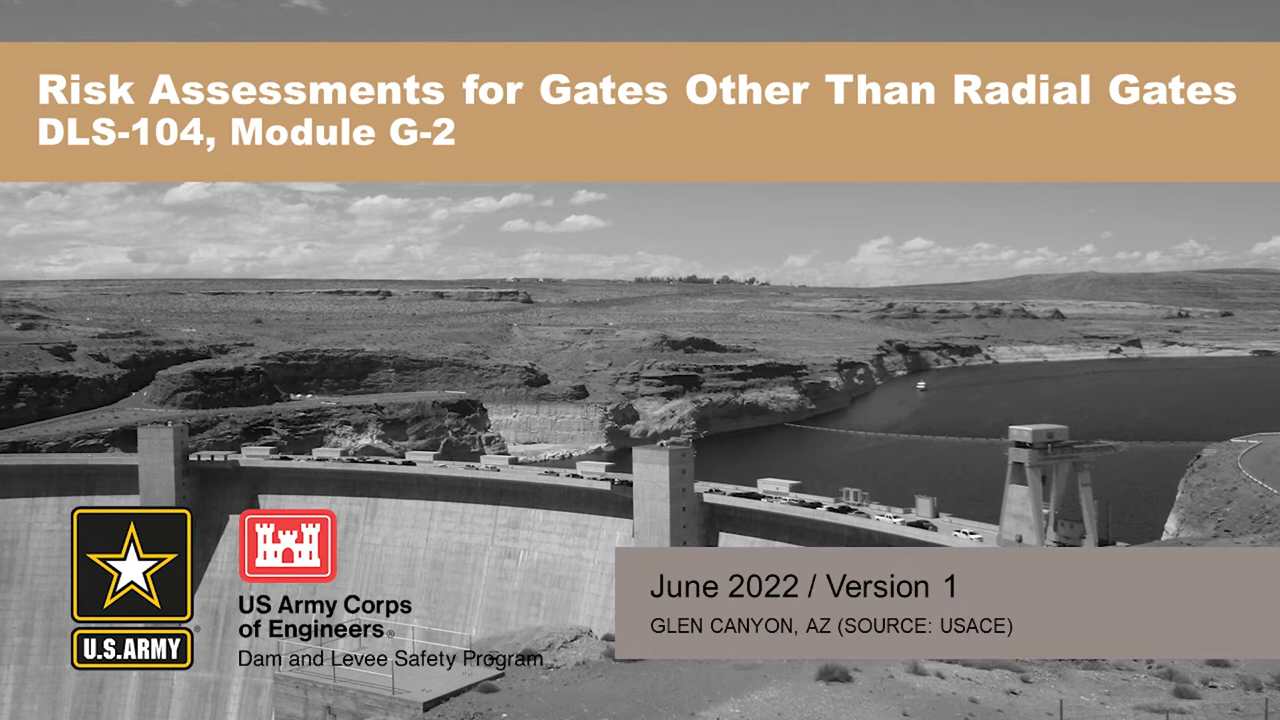 Risk Assessments for Gates Other Than Radial Gates
DLS-104, Module G-2
June 2022 / Version 1
GLEN CANYON, AZ (SOURCE: USACE)
U.S.ARMY
®
US Army Corps
of Engineers®
Dam and Levee Safety Program